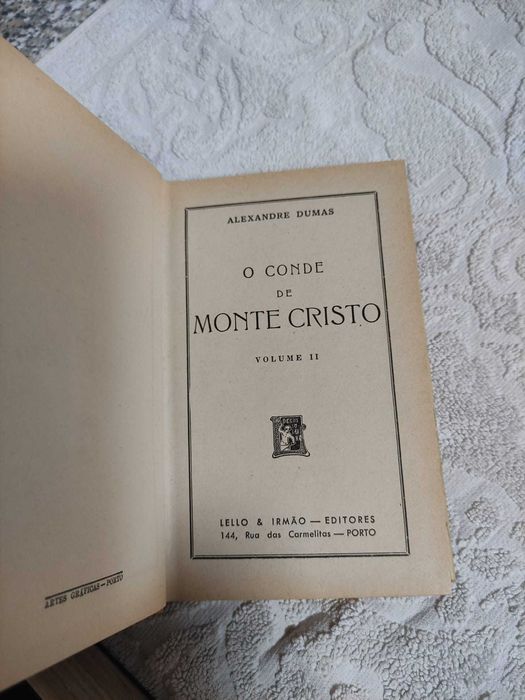 ARTES GRÁFICAS—PORTO
ALEXANDRE DUMAS
O CONDE
DE
MONTE CRISTO
VOLUME II
LELLO & IRMÃO — EDITORES
144, Rua das Carmelitas — PORTO